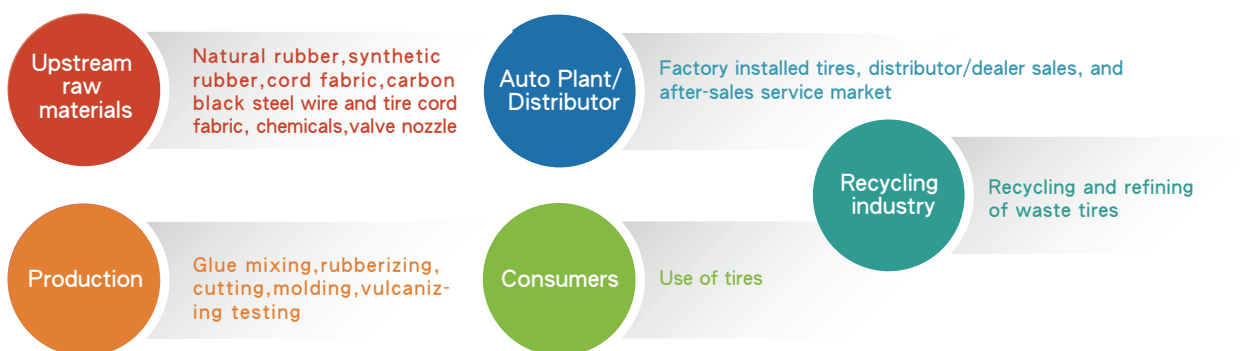 Upstream
raw
materials
Natural rubber,synthetic
rubber,cord fabric,carbon
black steel wire and tire cord
fabric, chemicals,valve nozzle
Production
Glue mixing,rubberizing,
cutting,molding,vulcaniz-
ing testing
Auto Plant/
Distributor
Factory installed tires, distributor/dealer sales, and
after-sales service market
Consumers
Use of tires
Recycling
industry
Recycling and refining
of waste tires